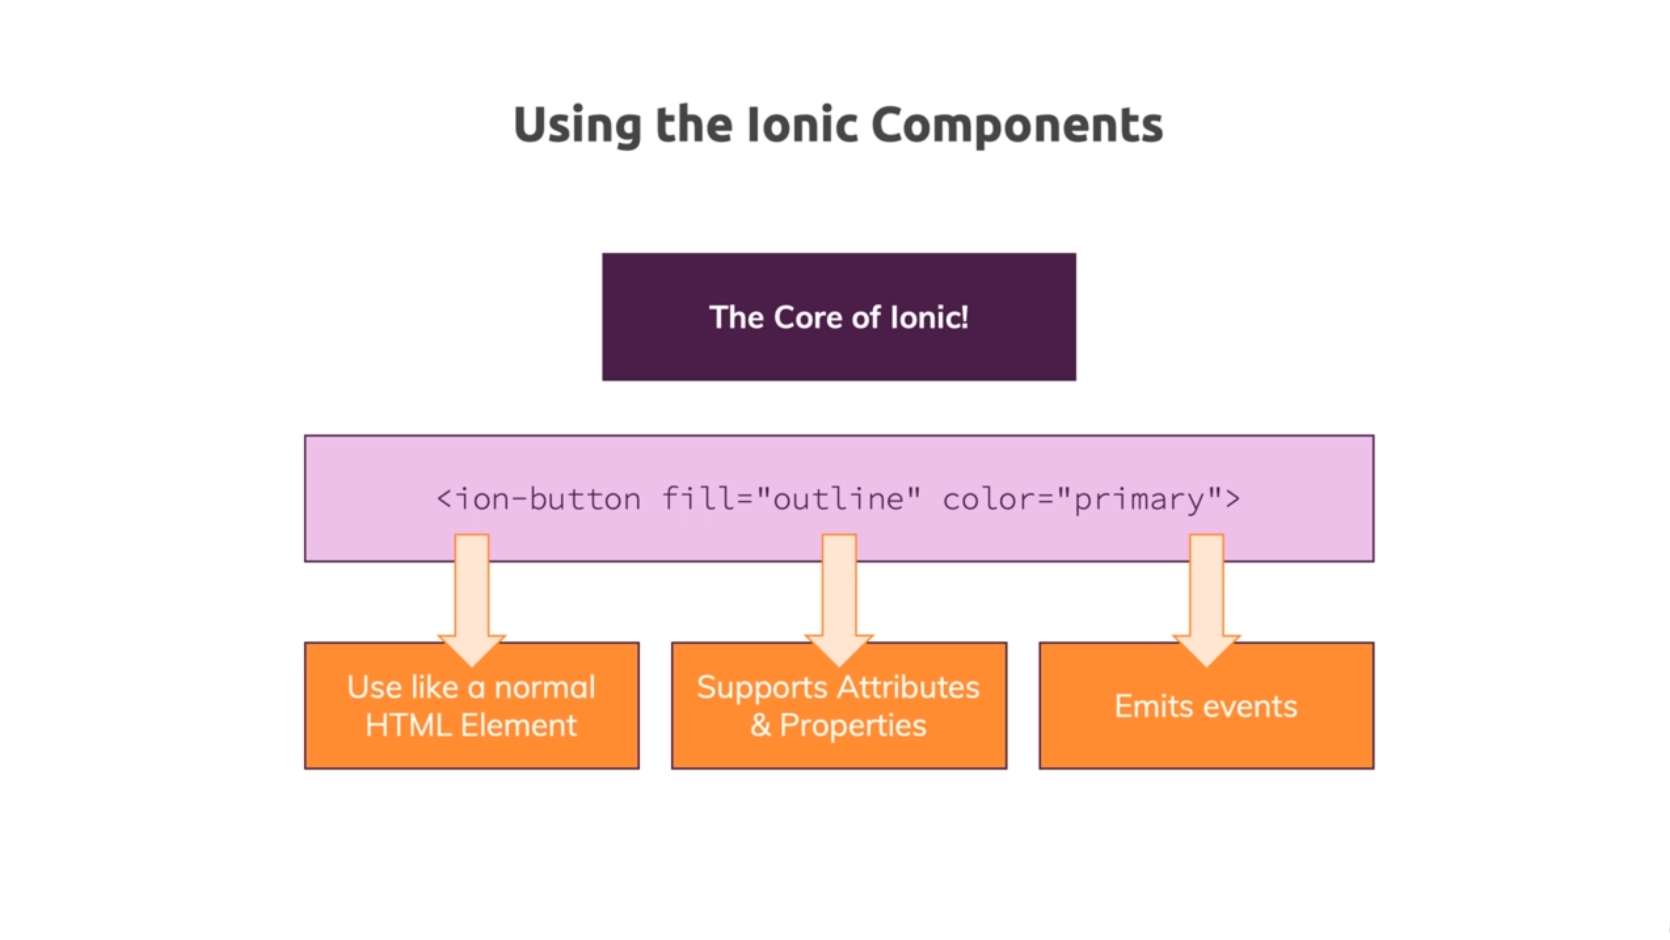 Using the Ionic Components
The Core of Ionic!
<ion-button fill="outline" color="primary">
Use like a normal
HTML Element
Supports Attributes
& Properties
Emits events